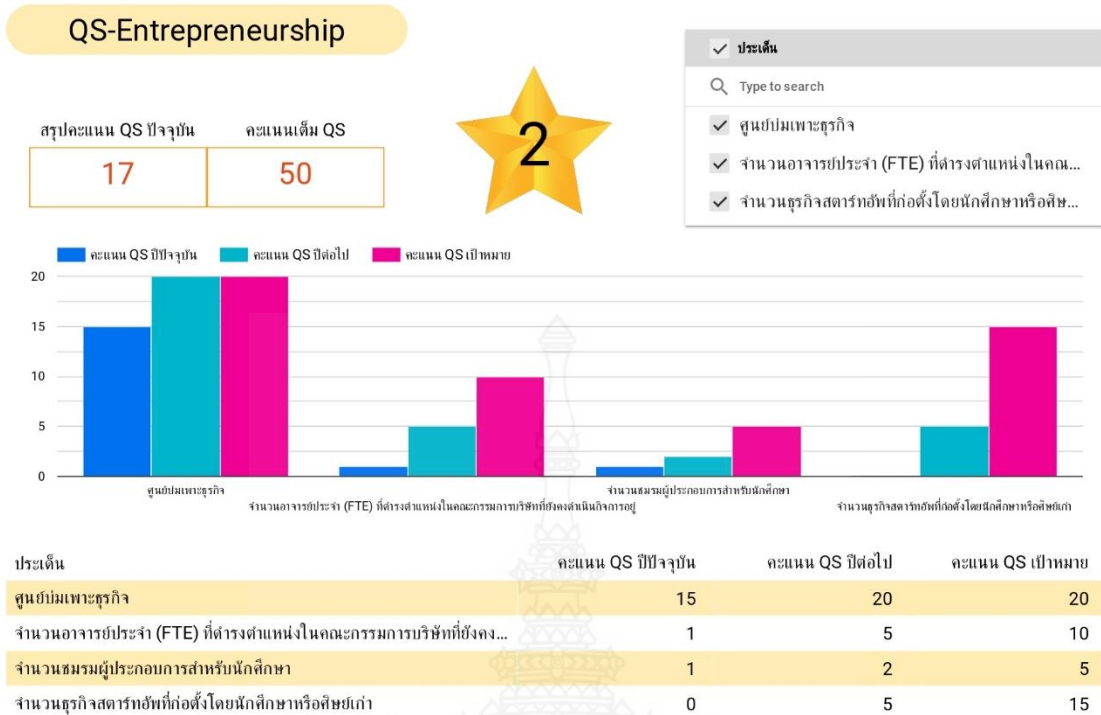 QS-Entrepreneurship
ประเด็น
Type to search
ศูนย์บ่มเพาะธุรกิจ
จำนวนอาจารย์ประจำ (FTE) ที่ดำรงตำแหน่งในคณ...
จำนวนธุรกิจสตาร์ทอัพที่ก่อตั้งโดยนักศึกษาหรือศิษ...
สรุปคะแนน QS ปัจจุบัน คะแนนเต็ม QS
17 50
2
คะแนน QS ปีปัจจุบัน คะแนน QS ปีต่อไป คะแนน QS เป้าหมาย
20
15
10
5
0
ศูนย์บ่มเพาะธุรกิจ
จำนวนอาจารย์ประจำ (FTE) ที่ดำรงตำแหน่งในคณะกรรมการบริษัทที่ยังคงดำเนินกิจการอยู่
จำนวนชมรมผู้ประกอบการสำหรับนักศึกษา
จำนวนธุรกิจสตาร์ทอัพที่ก่อตั้งโดยนักศึกษาหรือศิษย์เก่า
ประเด็น คะแนน QS ปีปัจจุบัน คะแนน QS ปีต่อไป คะแนน QS เป้าหมาย
ศูนย์บ่มเพาะธุรกิจ 15 20 20
จำนวนอาจารย์ประจำ (FTE) ที่ดำรงตำแหน่งในคณะกรรมการบริษัทที่ยังคง... 1 5 10
จำนวนชมรมผู้ประกอบการสำหรับนักศึกษา 1 2 5
จำนวนธุรกิจสตาร์ทอัพที่ก่อตั้งโดยนักศึกษาหรือศิษย์เก่า 0 5 15